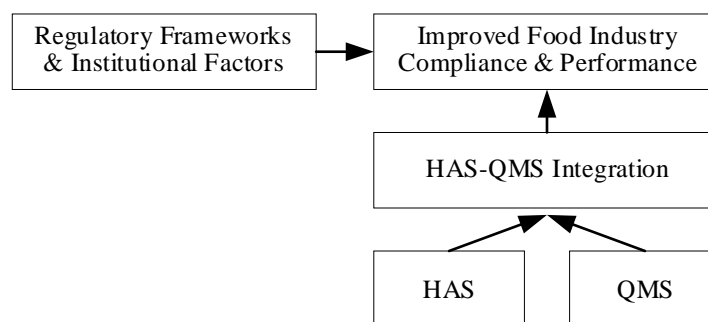 Regulatory Frameworks
& Institutional Factors
Improved Food Industry
Compliance & Performance
HAS-QMS Integration
HAS
QMS